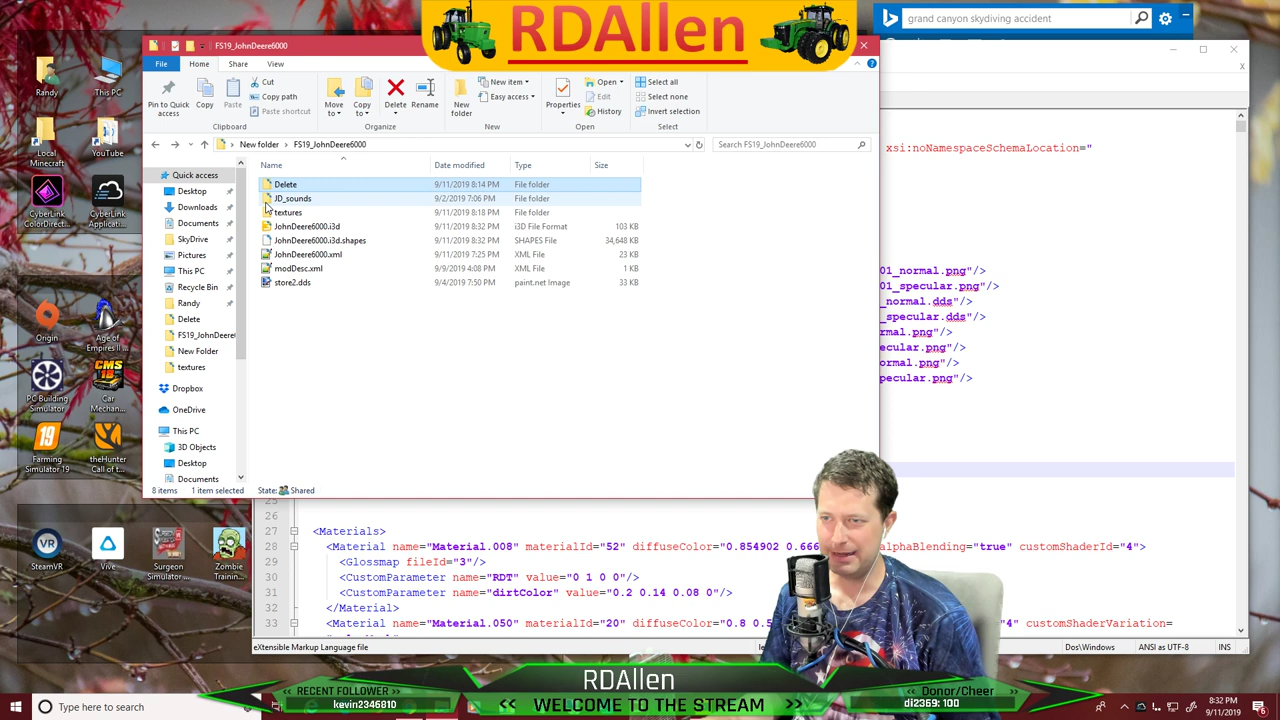 RDAllen
grand canyon skydiving accident
FS19_JohnDeere6000
File Home Share View
Pin to Quick access
Copy
Paste
Cut
Copy path
Paste shortcut
Clipboard
Move to
Copy to
Delete
Rename
Organize
New folder
New item
Easy access
New
Properties
Open
Edit
History
Open
Select all
Select none
Invert selection
Select
New folder > FS19_JohnDeere6000
Search FS19_JohnDeere6000
Name Date modified Type Size
Delete 9/11/2019 8:14 PM File folder
JD_sounds 9/2/2019 7:06 PM File folder
textures 9/11/2019 8:18 PM File folder
JohnDeere6000.i3d 9/11/2019 8:32 PM i3D File Format 103 KB
JohnDeere6000.i3d.shapes 9/11/2019 8:32 PM SHAPES File 34,648 KB
JohnDeere6000.xml 9/11/2019 7:25 PM XML File 23 KB
modDesc.xml 9/9/2019 4:08 PM XML File 1 KB
store2.dds 9/4/2019 7:50 PM paint.net Image 33 KB
Quick access
Desktop
Downloads
Documents
SkyDrive
Pictures
This PC
Recycle Bin
Randy
Delete
FS19_JohnDeere
New Folder
textures
Dropbox
OneDrive
This PC
3D Objects
Desktop
Documents
8 items 1 item selected State: Shared
Randy
This PC
Local Minecraft
YouTube
CyberLink ColorDirect...
CyberLink Applicati...
Origin
Age of Empires II ...
PC Building Simulator
Car Mechan...
Farming Simulator 19
theHunter Call of t...
SteamVR
Vive
Surgeon Simulator ...
Zombie Trainin...
xsi:noNamespaceSchemaLocation="
01_normal.png"/>
01_specular.png"/>
_normal.dds"/>
_specular.dds"/>
rmal.png"/>
ecular.png"/>
ormal.png"/>
pecular.png"/>
25
26
27 <Materials>
28 <Material name="Material.008" materialId="52" diffuseColor="0.854902 0.666 alphaBlending="true" customShaderId="4">
29 <Glossmap fileId="3"/>
30 <CustomParameter name="RDT" value="0 1 0 0"/>
31 <CustomParameter name="dirtColor" value="0.2 0.14 0.08 0"/>
32 </Material>
33 <Material name="Material.050" materialId="20" diffuseColor="0.8 0.5 "4" customShaderVariation=
eXtensible Markup Language file Dos\Windows ANSI as UTF-8 INS
<< RECENT FOLLOWER >>
kevin2346810
RDAllen
<< WELCOME TO THE STREAM >>
Donor/Cheer
di2369: 100
Type here to search
8:32 PM
9/11/2019